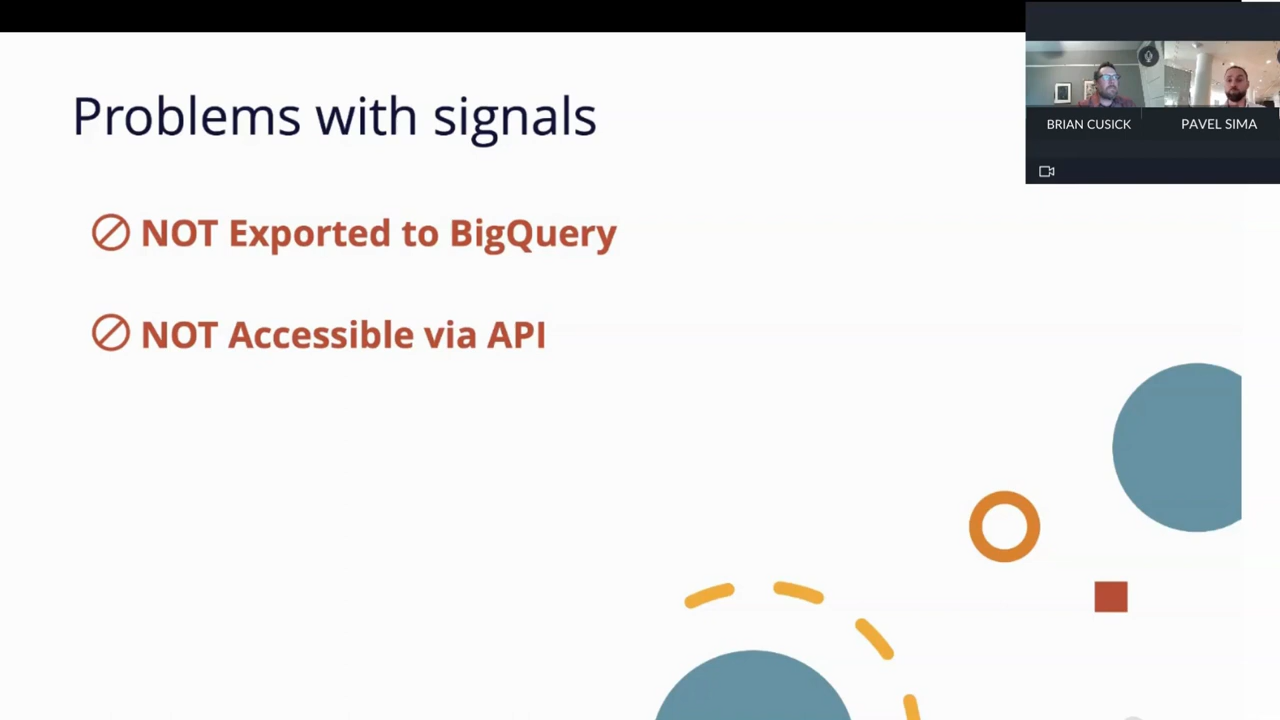 Problems with signals
NOT Exported to BigQuery
NOT Accessible via API
BRIAN CUSICK
PAVEL SIMA